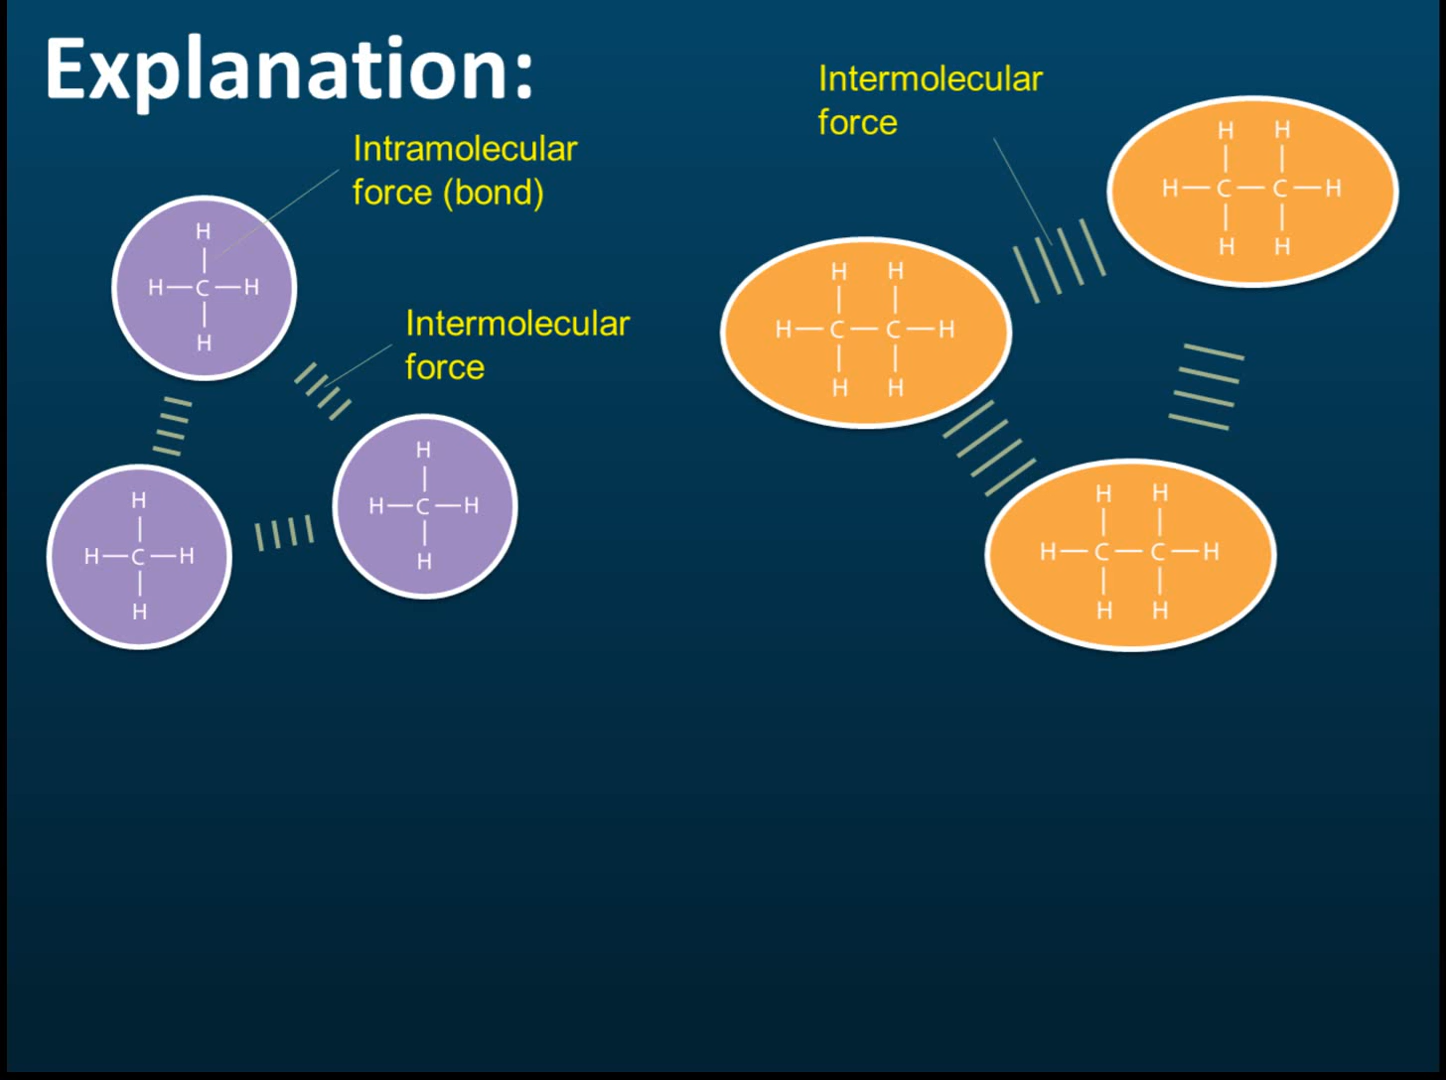 Explanation:
Intramolecular
force (bond)
H
H—C—H
H
Intermolecular
force
H
H—C—H
H
H
H—C—H
H
Intermolecular
force
H H
H—C—C—H
H H
H H
H—C—C—H
H H
H H
H—C—C—H
H H